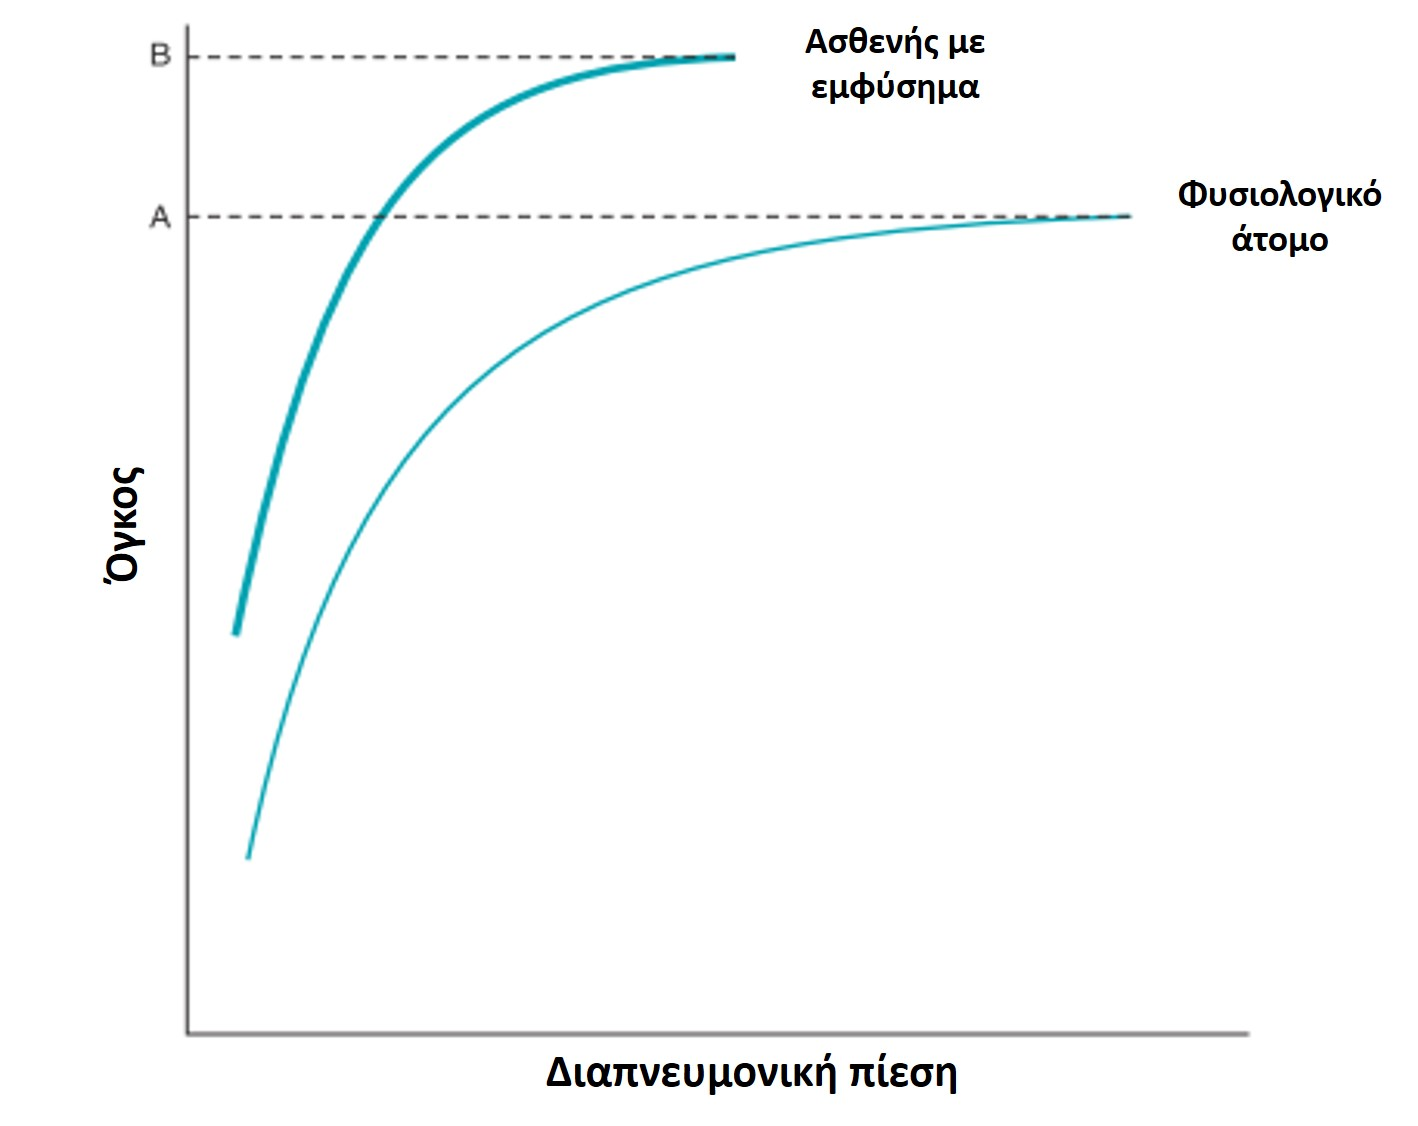 B
Ασθενής με
εμφύσημα
A
Φυσιολογικό
άτομο
Όγκος
Διαπνευμονική πίεση